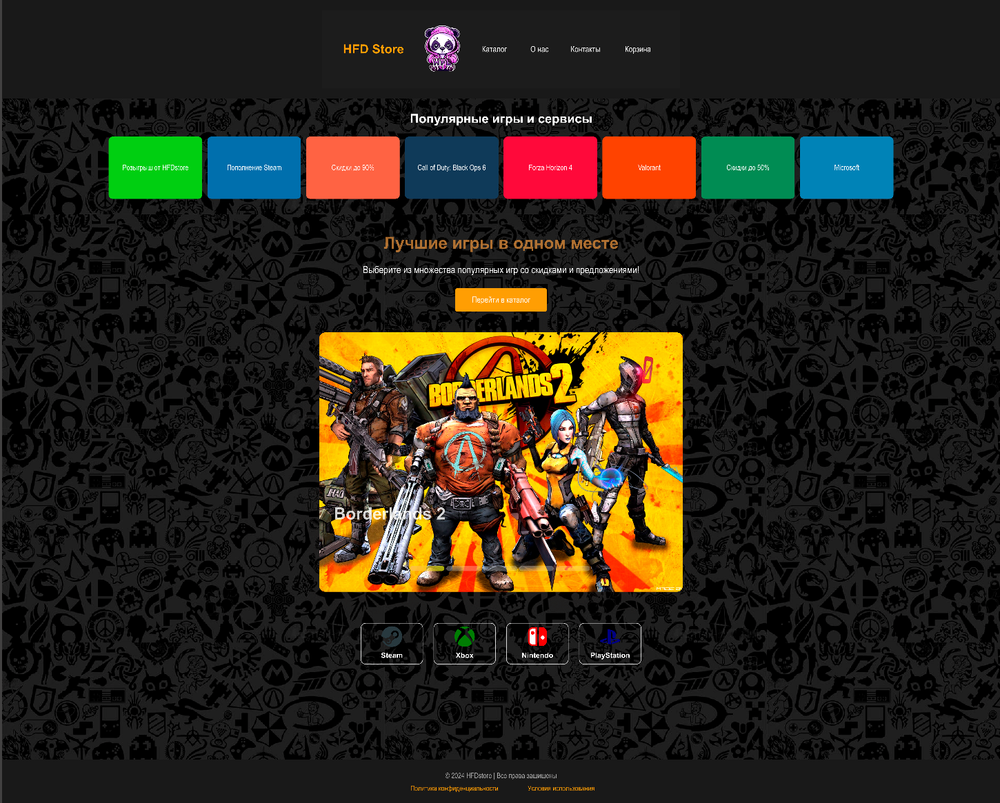 HFD Store
HFL
Каталог
О нас
Контакты
Корзина
Популярные игры и сервисы
Розыгрыш от HFDstore
Пополнение Steam
Скидки до 90%
Call of Duty: Black Ops 6
Forza Horizon 4
Valorant
Скидки до 50%
Microsoft
Лучшие игры в одном месте
Выберите из множества популярных игр со скидками и предложениями!
Перейти в каталог
BORDERLANDS 2
Borderlands 2
Steam
Xbox
Nintendo
PlayStation
© 2024 HFDstore | Все права защищены
Политика конфиденциальности
Условия использования